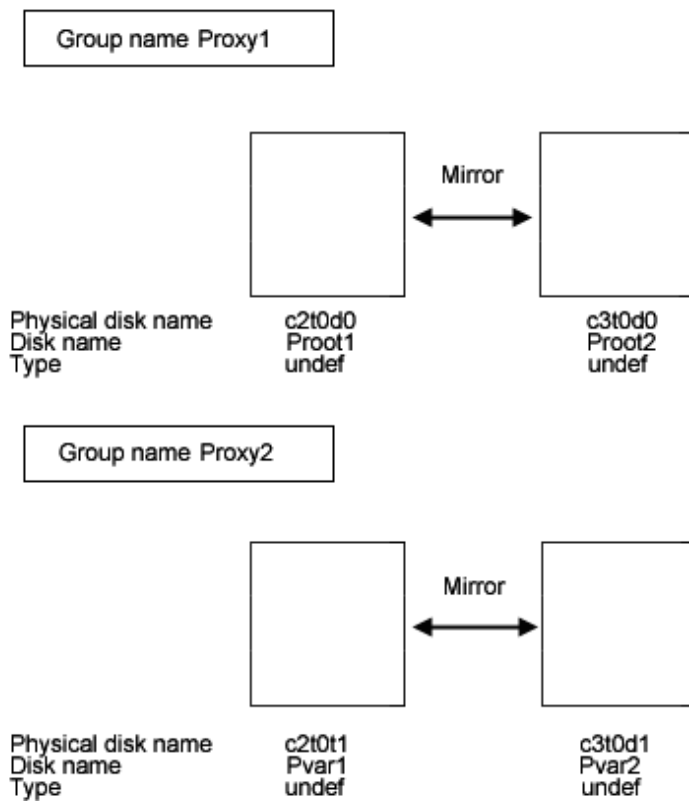 Group name Proxy1
Mirror
Physical disk name c2t0d0 c3t0d0
Disk name Proot1 Proot2
Type undef undef
Group name Proxy2
Mirror
Physical disk name c2t0t1 c3t0d1
Disk name Pvar1 Pvar2
Type undef undef